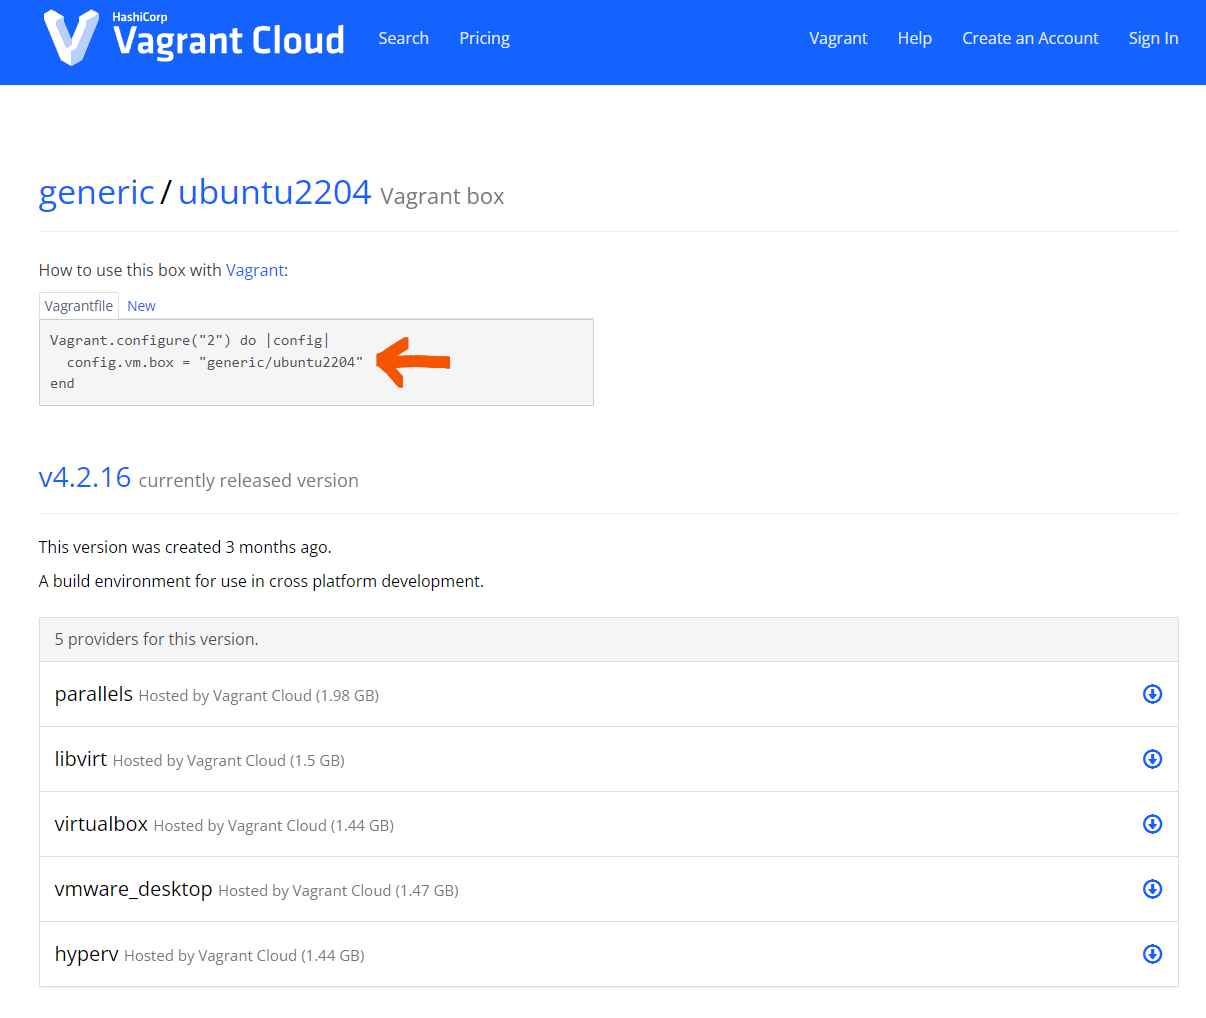 HashiCorp
Vagrant Cloud
Search Pricing Vagrant Help Create an Account Sign In
generic/ubuntu2204 Vagrant box
How to use this box with Vagrant:
Vagrantfile New
Vagrant.configure("2") do |config|
  config.vm.box = "generic/ubuntu2204"
end
v4.2.16 currently released version
This version was created 3 months ago.
A build environment for use in cross platform development.
5 providers for this version.
parallels Hosted by Vagrant Cloud (1.98 GB)
libvirt Hosted by Vagrant Cloud (1.5 GB)
virtualbox Hosted by Vagrant Cloud (1.44 GB)
vmware_desktop Hosted by Vagrant Cloud (1.47 GB)
hyperv Hosted by Vagrant Cloud (1.44 GB)